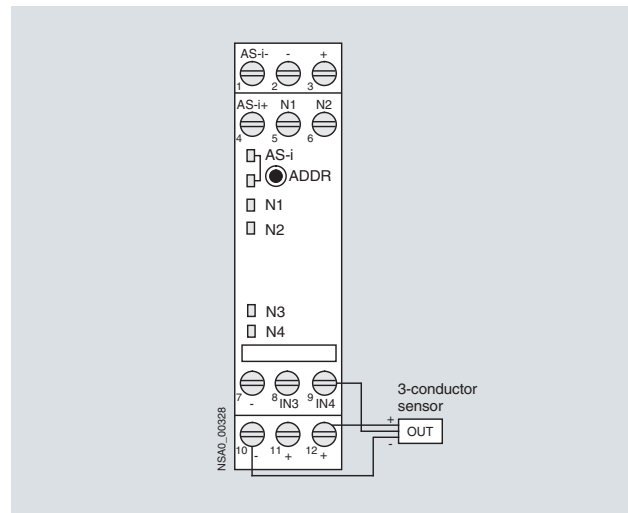 AS-i- - +
1 2 3
AS-i+ N1 N2
4 5 6
AS-i
ADDR
N1
N2
N3
N4
7 8 9
- IN3 IN4
3-conductor
sensor
+
OUT
-
10 11 12
- + +
NSA0_00328